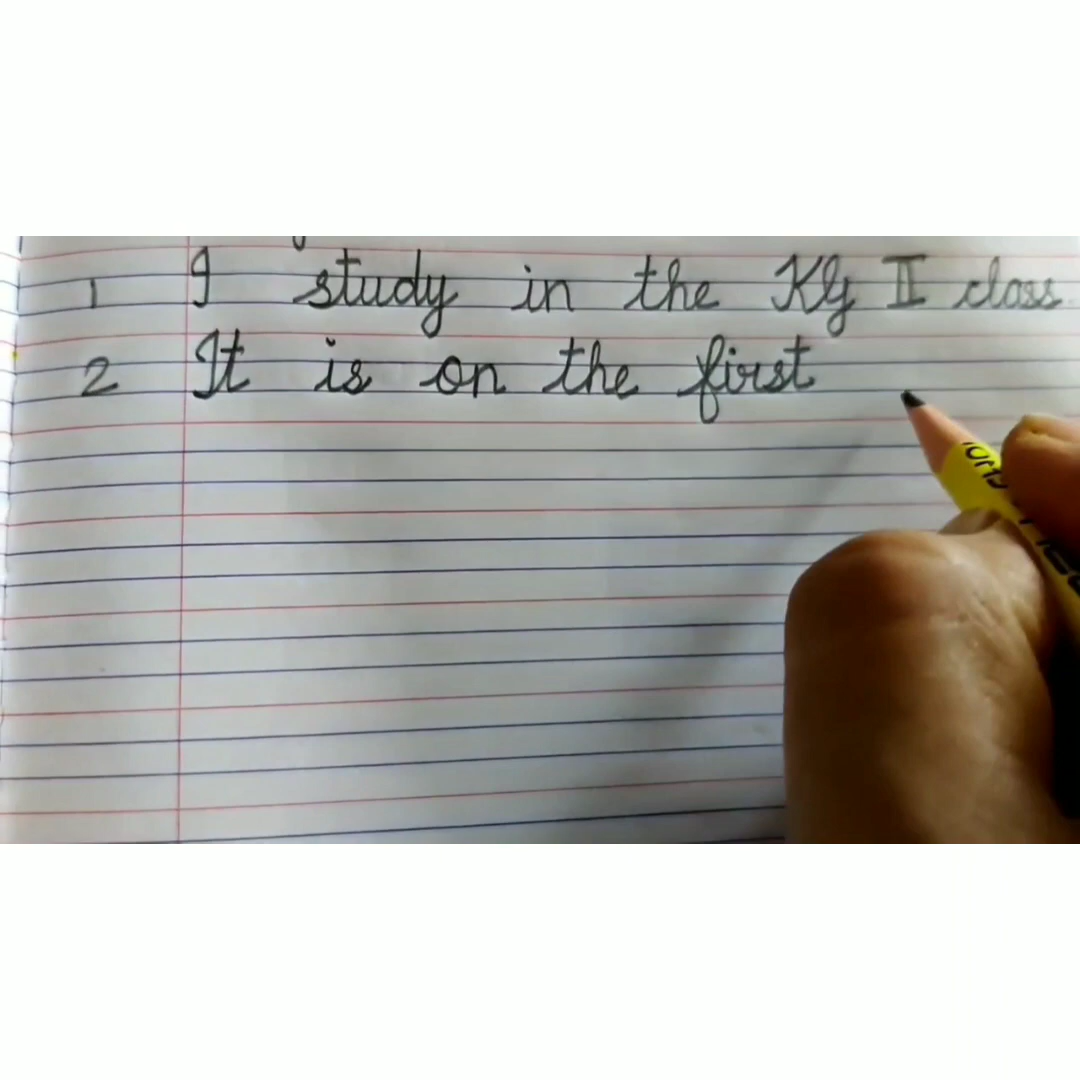 1 I study in the KG II class.
2 It is on the first